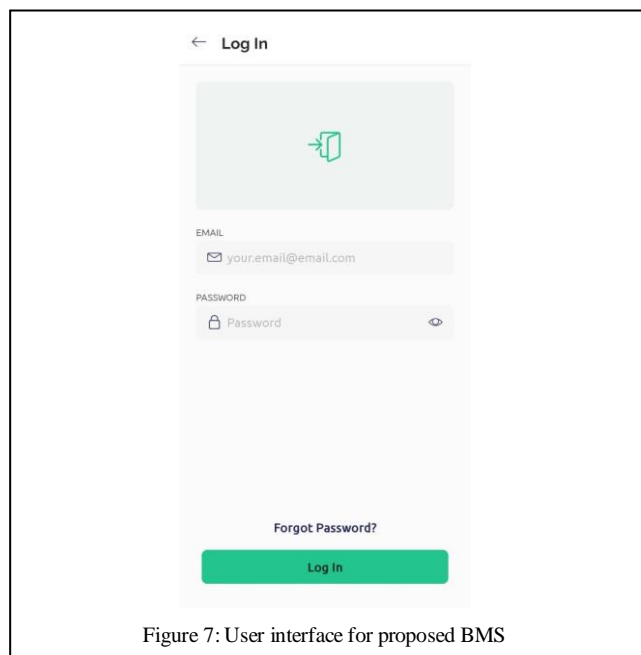 Log In
EMAIL
your.email@email.com
PASSWORD
Password
Forgot Password?
Log In
Figure 7: User interface for proposed BMS